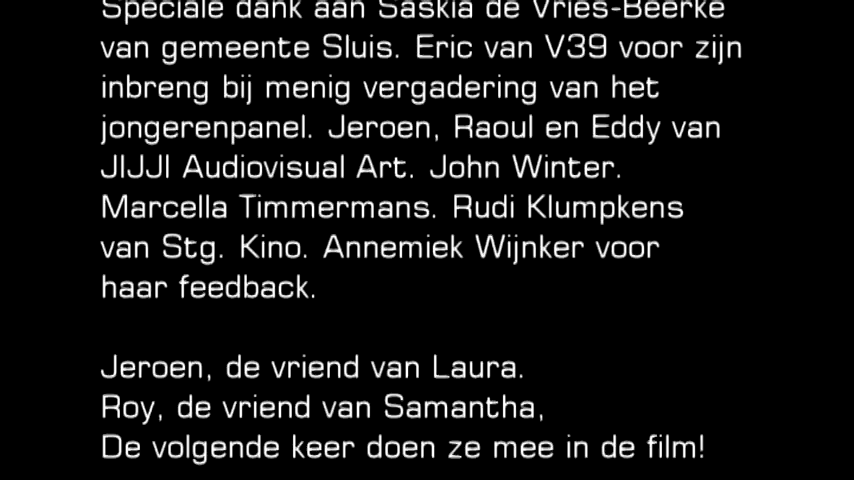 Speciale dank aan Saskia de Vries-Beerke
van gemeente Sluis. Eric van V39 voor zijn
inbreng bij menig vergadering van het
jongerenpanel. Jeroen, Raoul en Eddy van
JIJJI Audiovisual Art. John Winter.
Marcella Timmermans. Rudi Klumpkens
van Stg. Kino. Annemiek Wijnker voor
haar feedback.
Jeroen, de vriend van Laura.
Roy, de vriend van Samantha,
De volgende keer doen ze mee in de film!